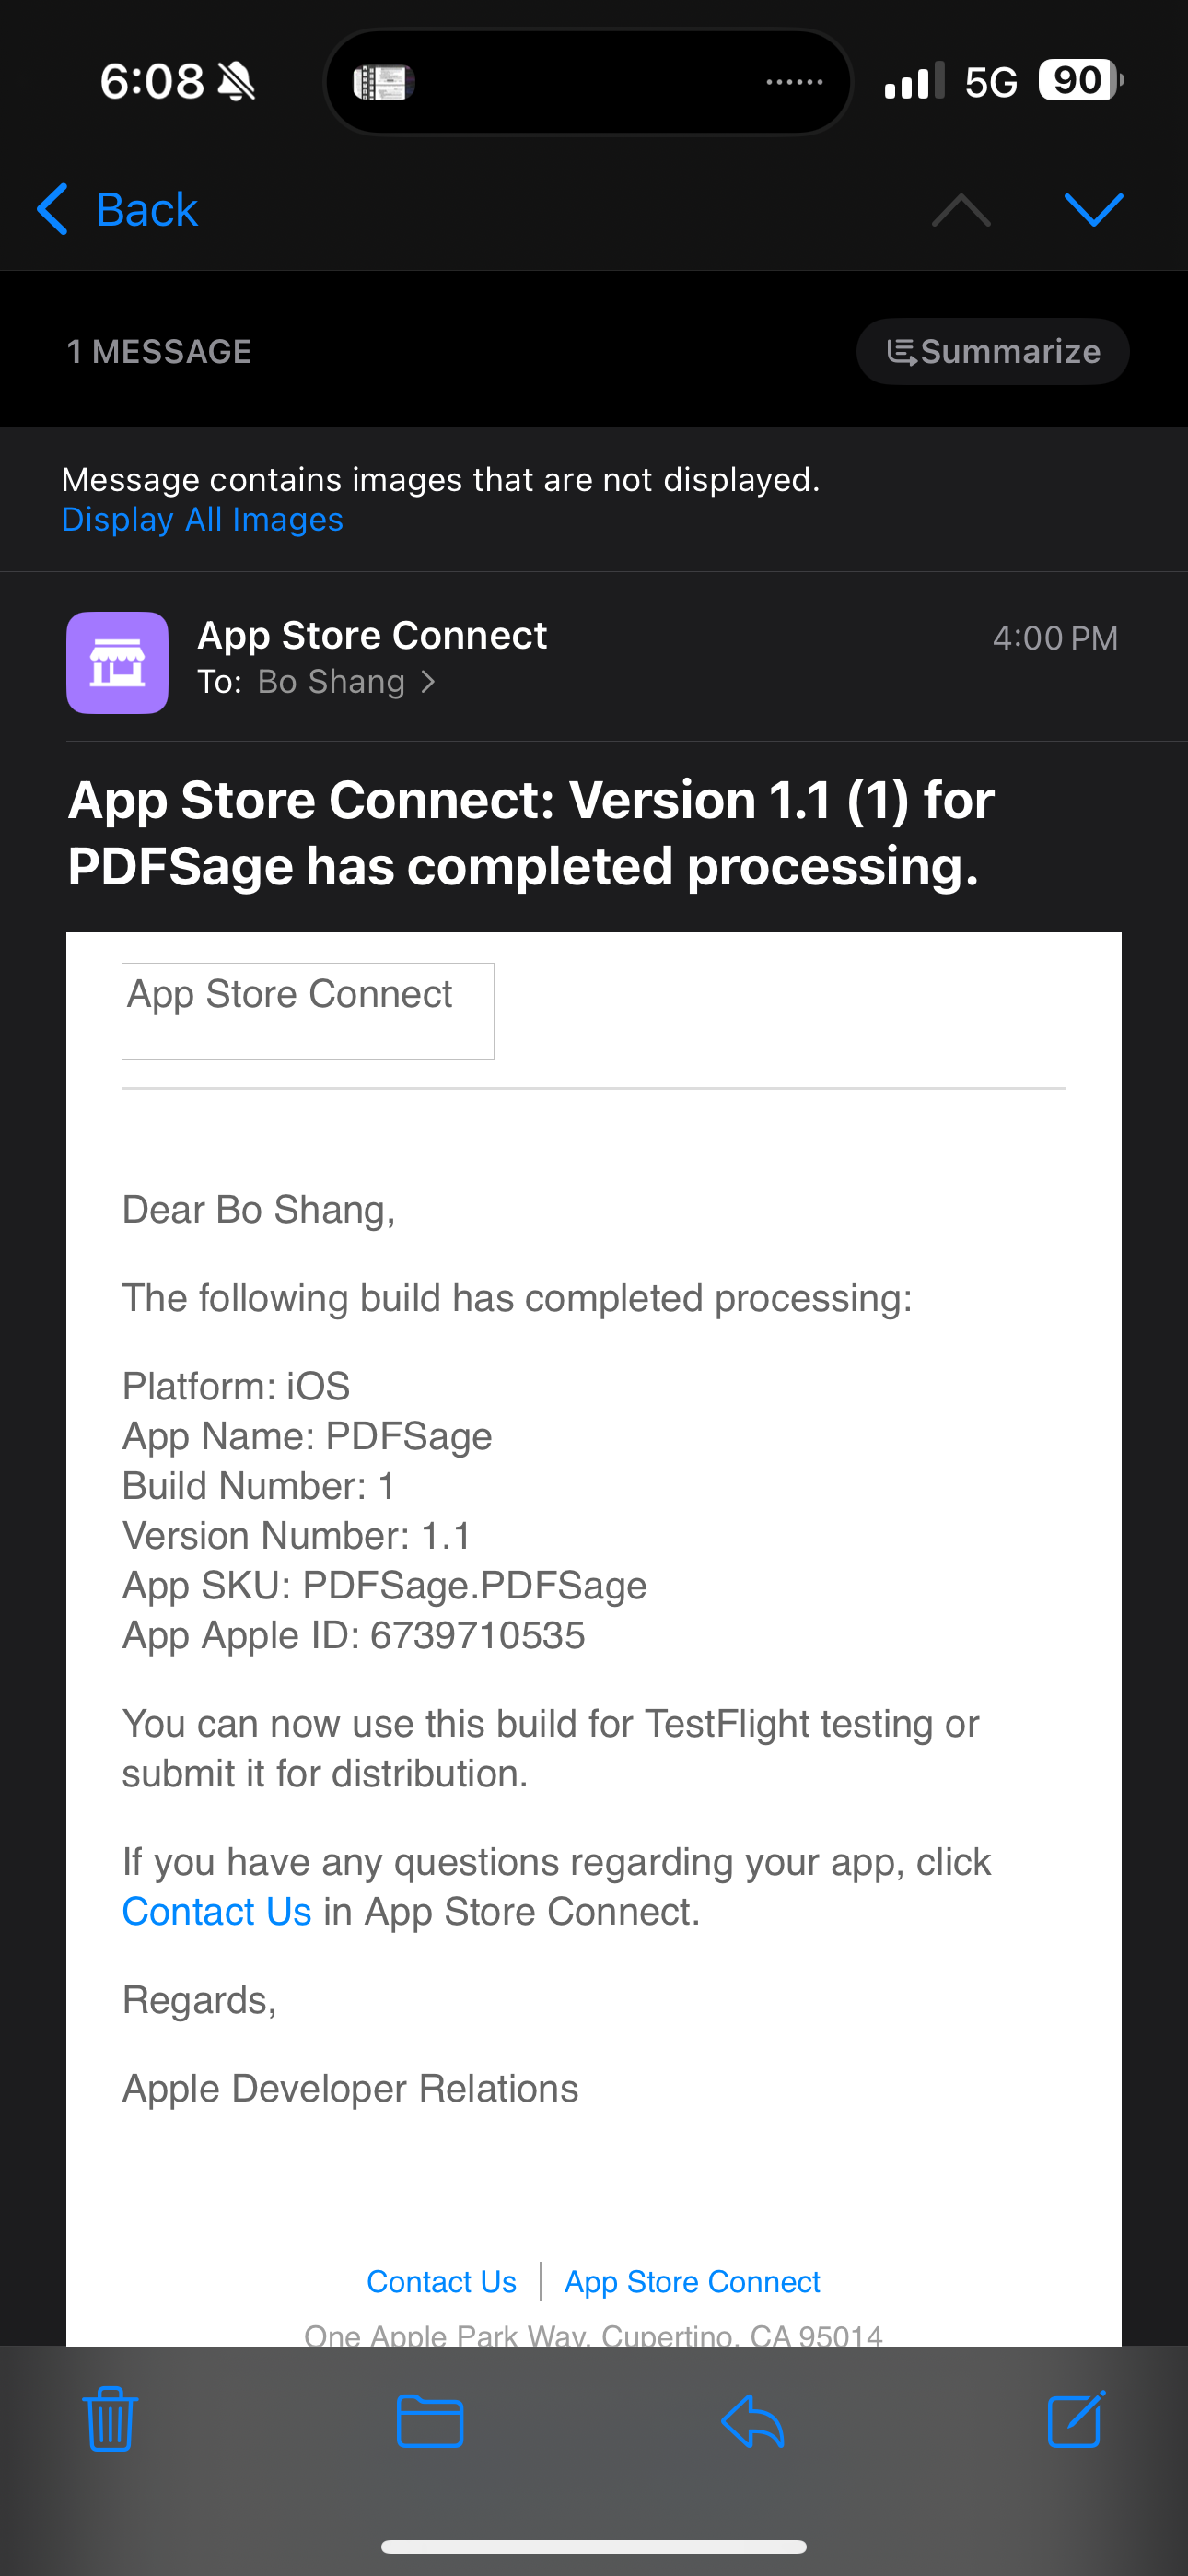 6:08
5G
90
Back
1 MESSAGE
Summarize
Message contains images that are not displayed.
Display All Images
App Store Connect
4:00 PM
To: Bo Shang
App Store Connect: Version 1.1 (1) for
PDFSage has completed processing.
App Store Connect
Dear Bo Shang,
The following build has completed processing:
Platform: iOS
App Name: PDFSage
Build Number: 1
Version Number: 1.1
App SKU: PDFSage.PDFSage
App Apple ID: 6739710535
You can now use this build for TestFlight testing or
submit it for distribution.
If you have any questions regarding your app, click
Contact Us in App Store Connect.
Regards,
Apple Developer Relations
Contact Us | App Store Connect
One Apple Park Way, Cupertino, CA 95014